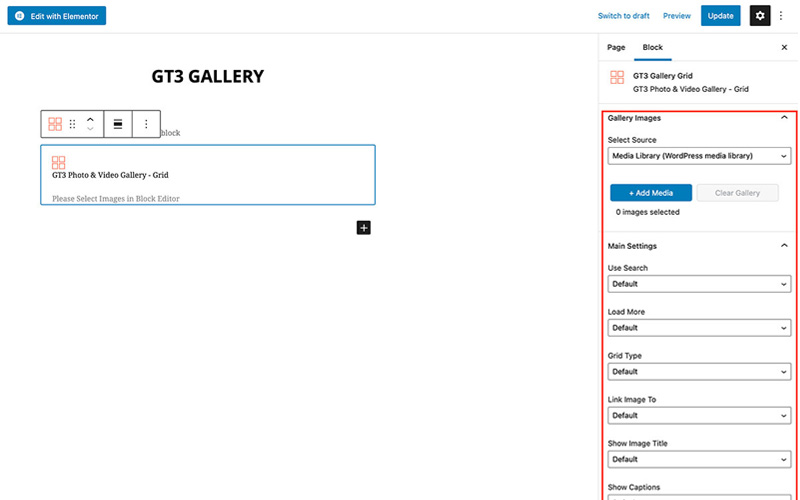 Edit with Elementor
Switch to draft
Preview
Update
GT3 GALLERY
block
GT3 Photo & Video Gallery - Grid
Please Select Images in Block Editor
Page
Block
GT3 Gallery Grid
GT3 Photo & Video Gallery - Grid
Gallery Images
Select Source
Media Library (WordPress media library)
+ Add Media
Clear Gallery
0 images selected
Main Settings
Use Search
Default
Load More
Default
Grid Type
Default
Link Image To
Default
Show Image Title
Default
Show Captions